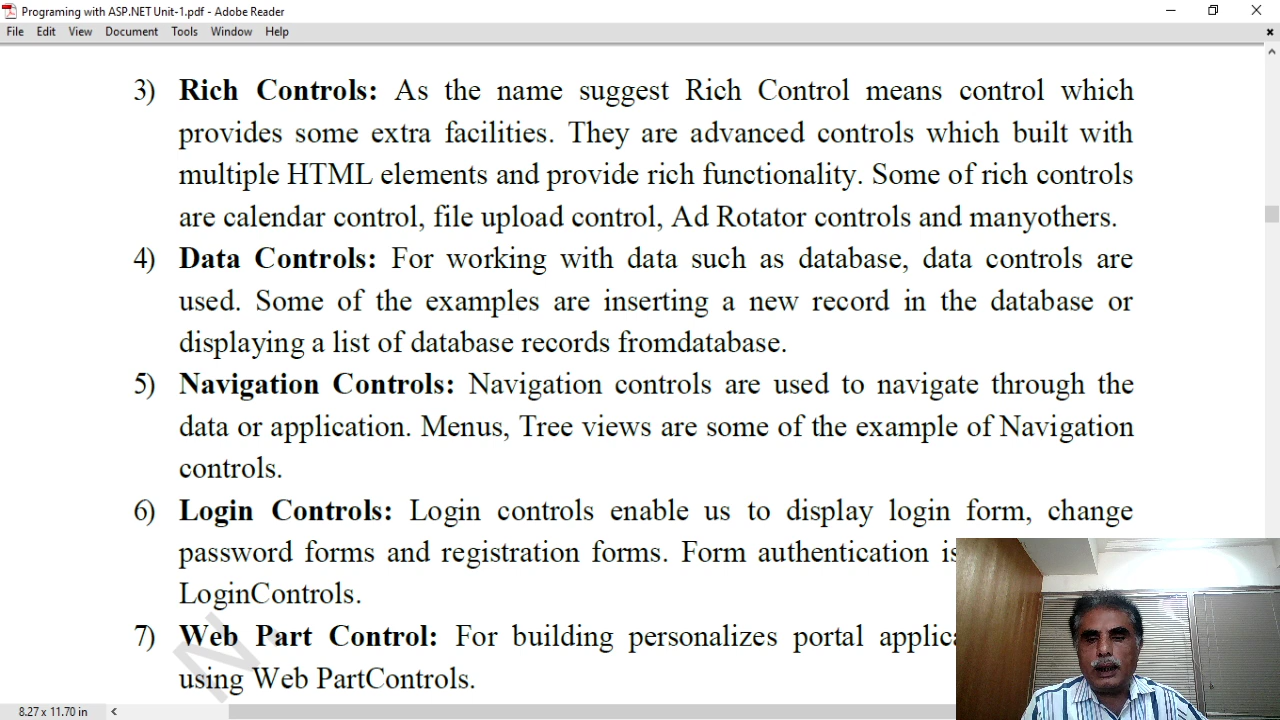 Programing with ASP.NET Unit-1.pdf - Adobe Reader
File Edit View Document Tools Window Help
3) Rich Controls: As the name suggest Rich Control means control which
provides some extra facilities. They are advanced controls which built with
multiple HTML elements and provide rich functionality. Some of rich controls
are calendar control, file upload control, Ad Rotator controls and manyothers.
4) Data Controls: For working with data such as database, data controls are
used. Some of the examples are inserting a new record in the database or
displaying a list of database records fromdatabase.
5) Navigation Controls: Navigation controls are used to navigate through the
data or application. Menus, Tree views are some of the example of Navigation
controls.
6) Login Controls: Login controls enable us to display login form, change
password forms and registration forms. Form authentication is
LoginControls.
7) Web Part Control: For building personalizes portal applica
using Web PartControls.
N
8.27 x 11.70 in